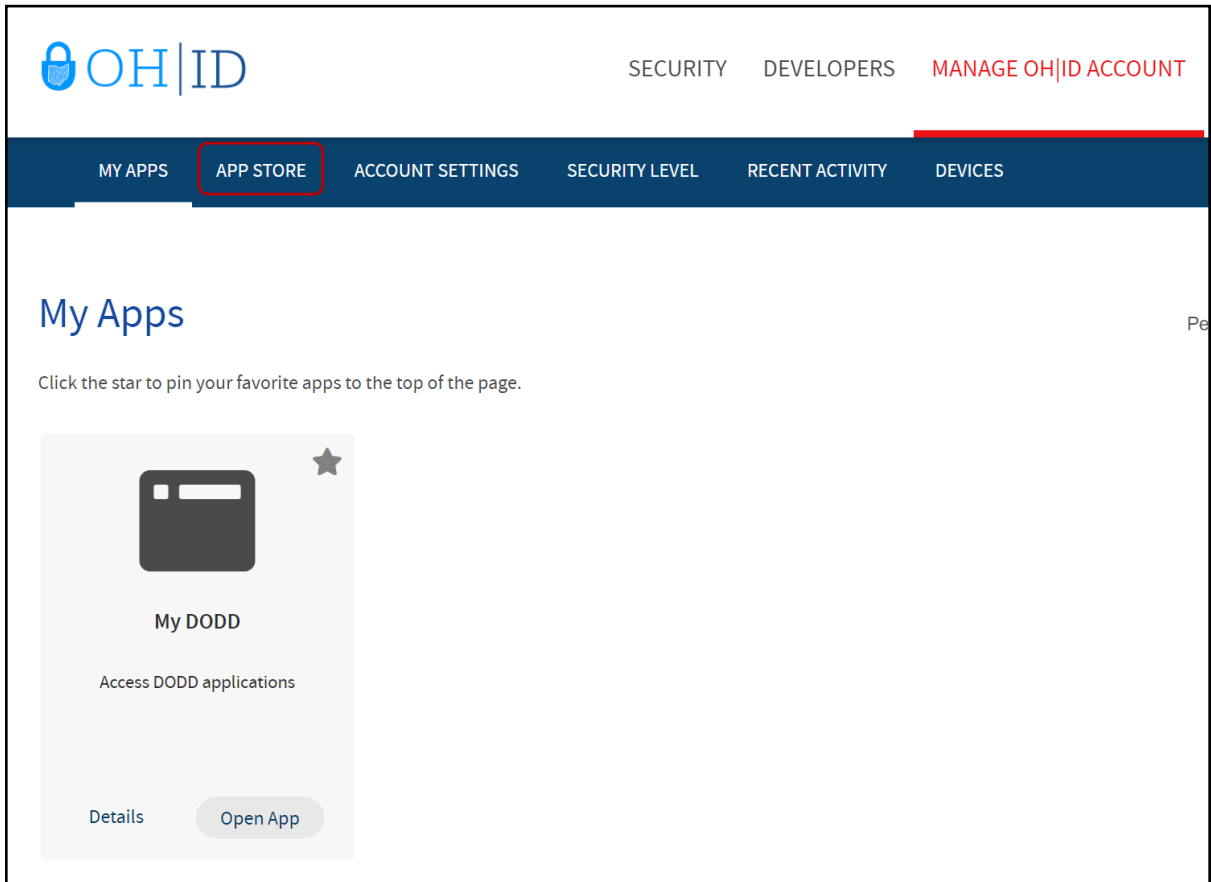 OH|ID
SECURITY DEVELOPERS MANAGE OH|ID ACCOUNT
MY APPS APP STORE ACCOUNT SETTINGS SECURITY LEVEL RECENT ACTIVITY DEVICES
My Apps
Pe
Click the star to pin your favorite apps to the top of the page.
My DODD
Access DODD applications
Details Open App